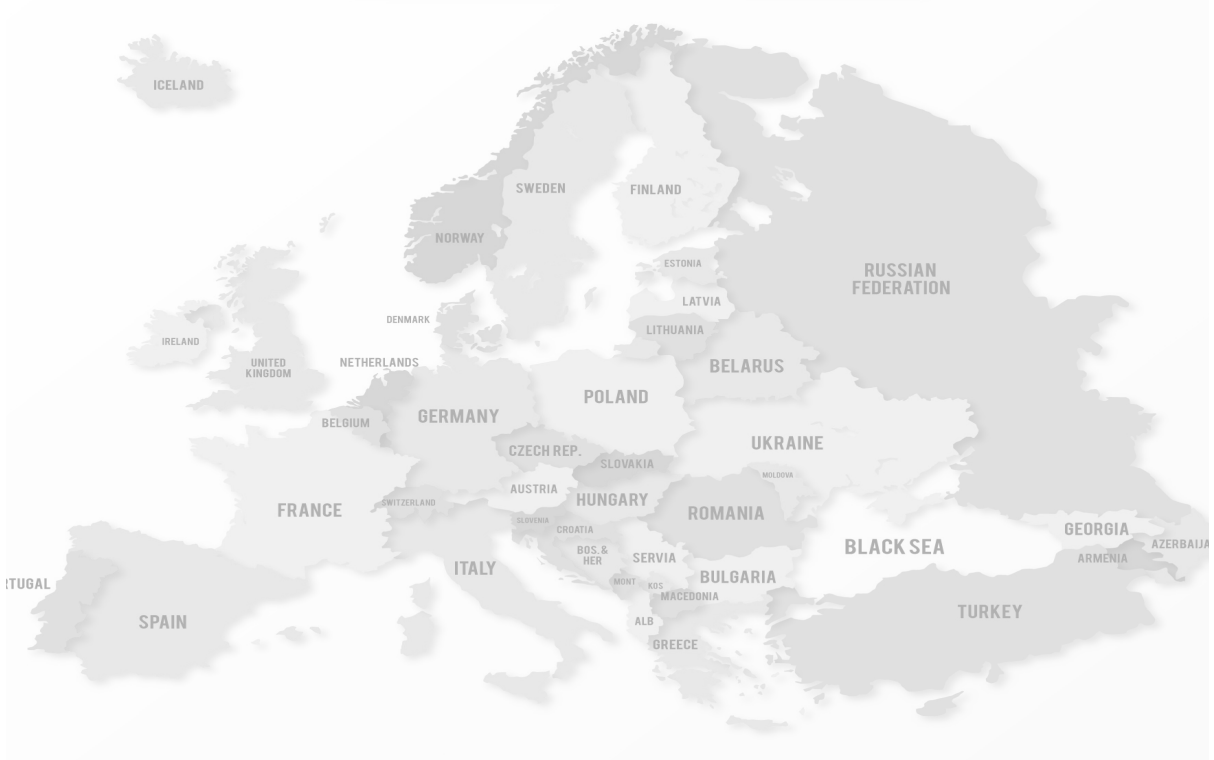 ICELAND
SWEDEN
FINLAND
NORWAY
ESTONIA
RUSSIAN
FEDERATION
LATVIA
DENMARK
LITHUANIA
IRELAND
UNITED
KINGDOM
NETHERLANDS
BELARUS
POLAND
GERMANY
BELGIUM
UKRAINE
CZECH REP.
SLOVAKIA
MOLDOVA
AUSTRIA
SWITZERLAND
HUNGARY
FRANCE
ROMANIA
SLOVENIA
CROATIA
GEORGIA
BLACK SEA
AZERBAIJA
BOS. &
HER
SERVIA
ARMENIA
ITALY
BULGARIA
RTUGAL
MONT
KOS
MACEDONIA
TURKEY
SPAIN
ALB
GREECE